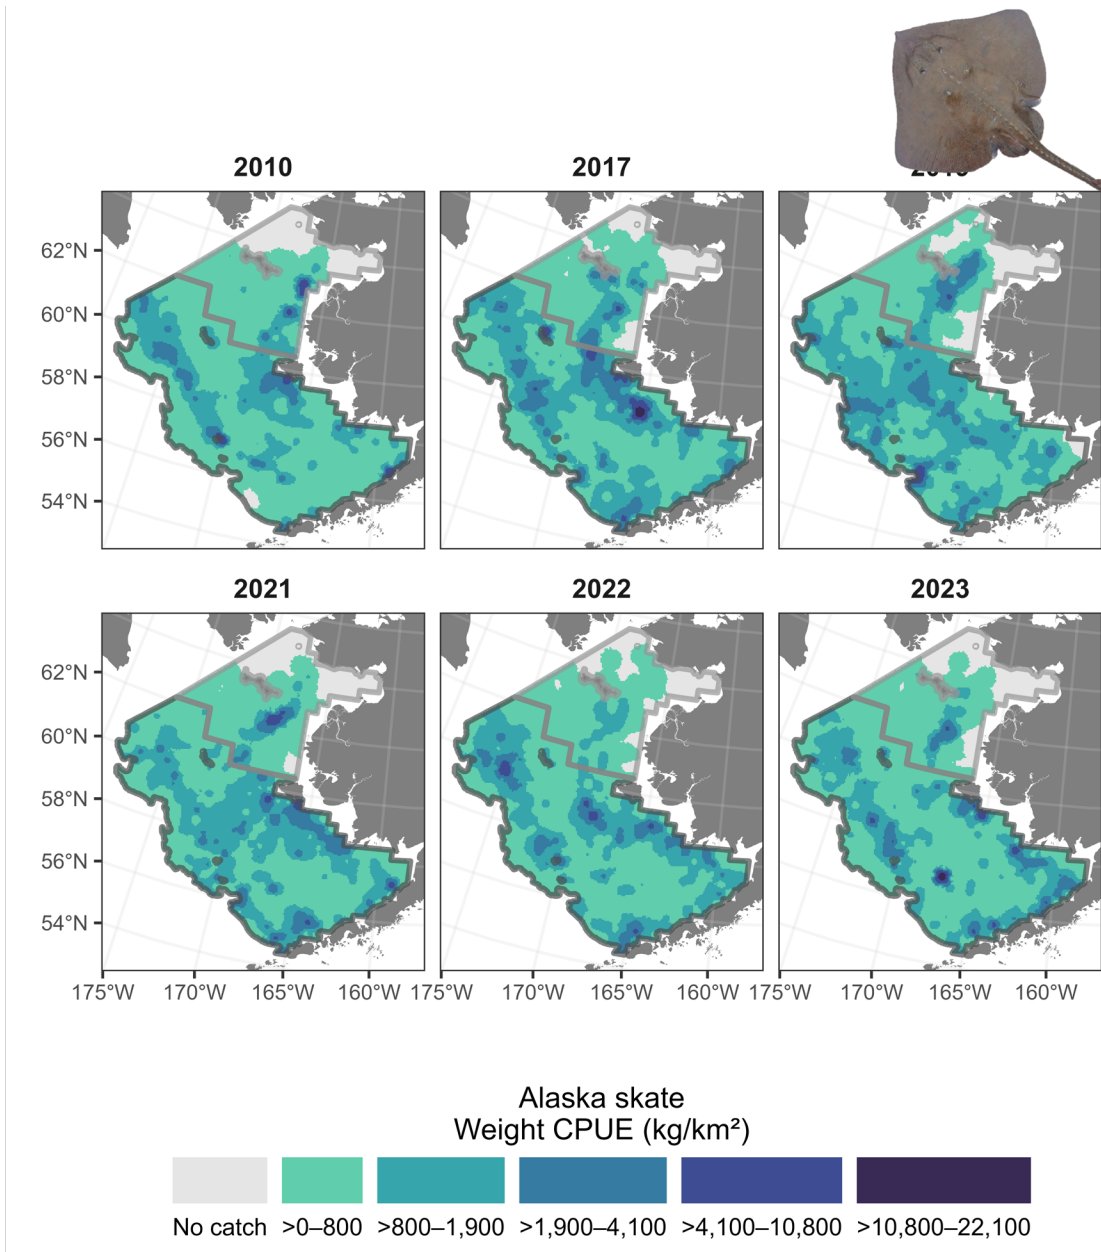 2010
2017
62°N
60°N
58°N
56°N
54°N
2021
2022
2023
62°N
60°N
58°N
56°N
54°N
175°W 170°W 165°W 160°W 175°W 170°W 165°W 160°W 175°W 170°W 165°W 160°W
Alaska skate
Weight CPUE (kg/km²)
No catch >0–800 >800–1,900 >1,900–4,100 >4,100–10,800 >10,800–22,100